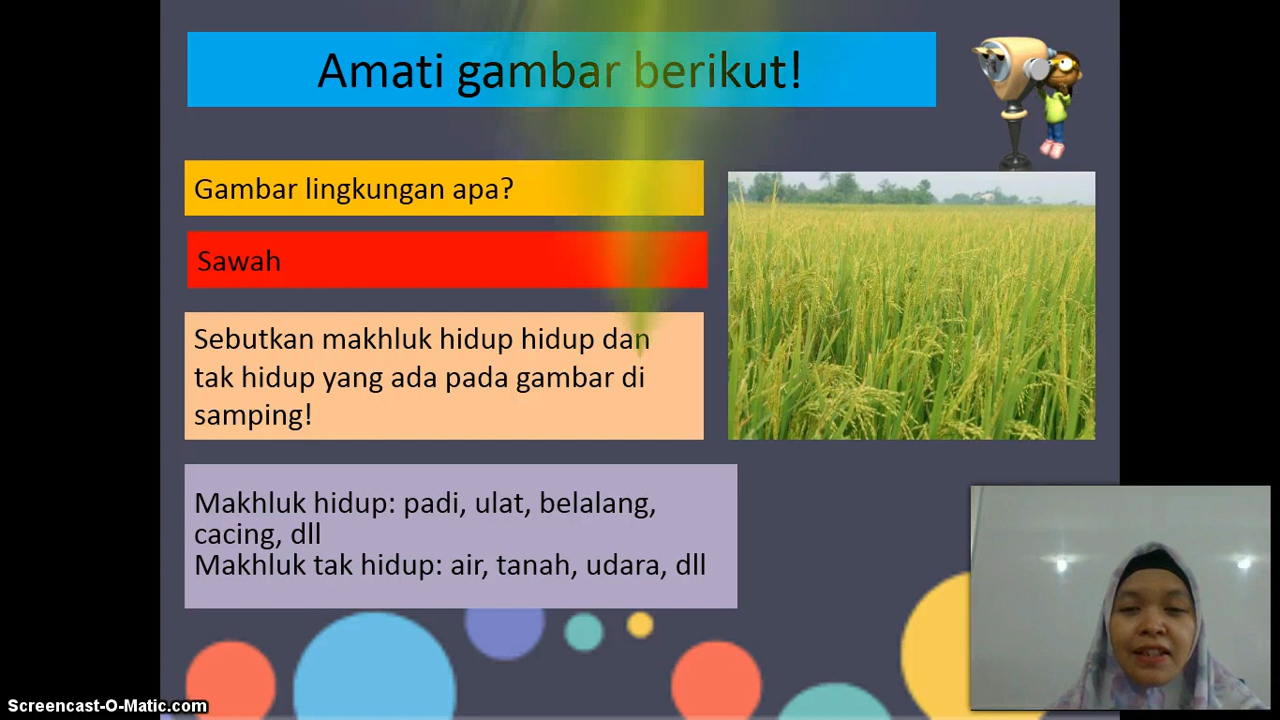 Amati gambar berikut!
Gambar lingkungan apa?
Sawah
Sebutkan makhluk hidup hidup dan
tak hidup yang ada pada gambar di
samping!
Makhluk hidup: padi, ulat, belalang,
cacing, dll
Makhluk tak hidup: air, tanah, udara, dll
Screencast-O-Matic.com